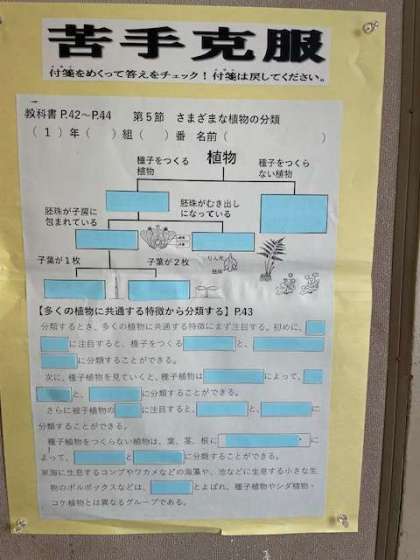 苦手克服
付箋をめくって答えをチェック！付箋は戻してください。
教科書 P.42～P.44　　第５節　さまざまな植物の分類
（ 1 ）年（　　）組（　　）番　名前（　　　　　　　　）
植物
種子をつくる
植物
種子をつくら
ない植物
胚珠が子房に
包まれている
胚珠がむき出し
になっている
りん片
胚珠
子葉が１枚
子葉が２枚
【多くの植物に共通する特徴から分類する】P.43
分類するとき、多くの植物に共通する特徴にまず注目する。初めに、
に注目すると、種子をつくる　　　と、
に分類することができる。
次に、種子植物を見ていくと、種子植物は　　　によって、
と、　　　に分類することができる。
さらに被子植物の　　　に注目すると、　　　と、　　　に
分類することができる。
種子植物をつくらない植物は、葉、茎、根に　　　に
よって、　　　と　　　に分類することができる。
※海に生息するコンブやワカメなどの海藻や、池などに生息する小さな生
物のボルボックスなどは、　　　とよばれ、種子植物やシダ植物・
コケ植物とは異なるグループである。